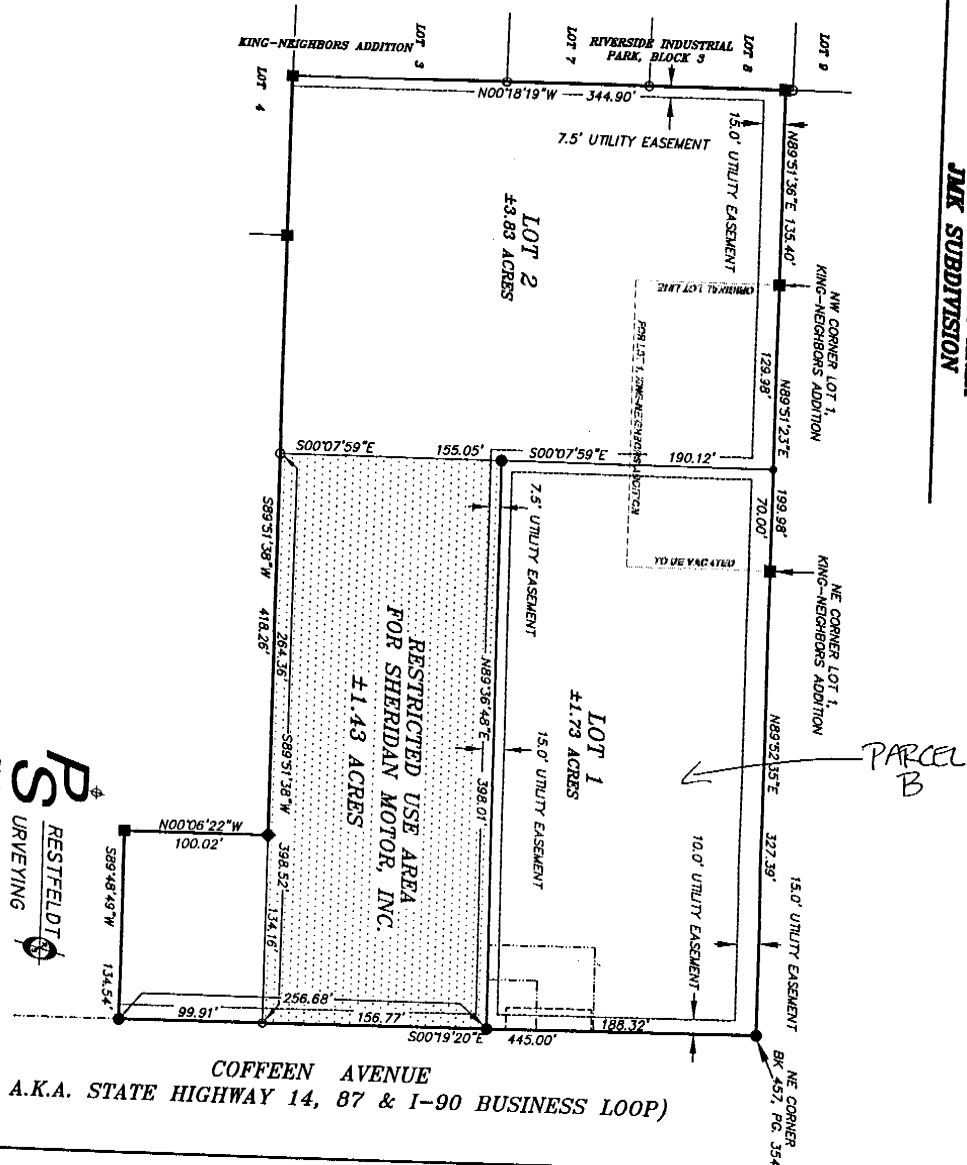 JMK SUBDIVISION
LOT 9
LOT 8
RIVERSIDE INDUSTRIAL
PARK, BLOCK 3
LOT 7
LOT 3
KING-NEIGHBORS ADDITION
LOT 4
N00°18'19"W 344.90'
7.5' UTILITY EASEMENT
15.0' UTILITY EASEMENT
N89°51'36"E 135.40'
NW CORNER LOT 1,
KING-NEIGHBORS ADDITION
LOT 2
±3.83 ACRES
ORIGINAL LOT LINE
FOR LOT 1, KING-NEIGHBORS ADDITION
TO BE VACATED
129.98'
N89°51'23"E 199.98'
70.00'
S00°07'59"E 155.05'
S00°07'59"E 190.12'
NE CORNER LOT 1,
KING-NEIGHBORS ADDITION
7.5' UTILITY EASEMENT
N89°36'48"E 398.01'
15.0' UTILITY EASEMENT
LOT 1
±1.73 ACRES
N89°52'35"E 327.39'
PARCEL
B
10.0' UTILITY EASEMENT
15.0' UTILITY EASEMENT
NE CORNER
BK 457, PG. 354
RESTRICTED USE AREA
FOR SHERIDAN MOTOR, INC.
±1.43 ACRES
S89°51'38"W 418.26'
264.36'
S89°51'38"W 398.52'
134.16'
N00°06'22"W
100.02'
S89°48'49"W 134.54'
256.68'
99.91'
156.77'
S00°19'20"E 445.00'
188.32'
PS
RESTFELDT
URVEYING
COFFEEN AVENUE
A.K.A. STATE HIGHWAY 14, 87 & I-90 BUSINESS LOOP)